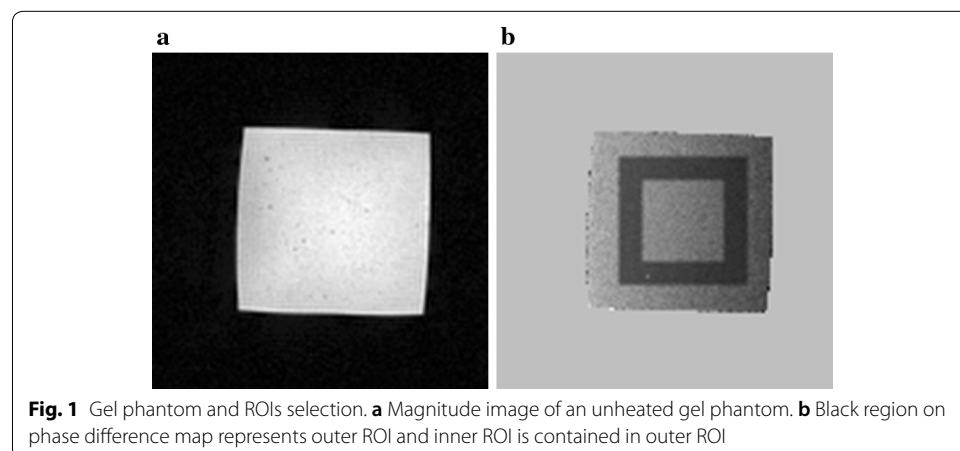 a
b
Fig. 1 Gel phantom and ROIs selection. a Magnitude image of an unheated gel phantom. b Black region on
phase difference map represents outer ROI and inner ROI is contained in outer ROI